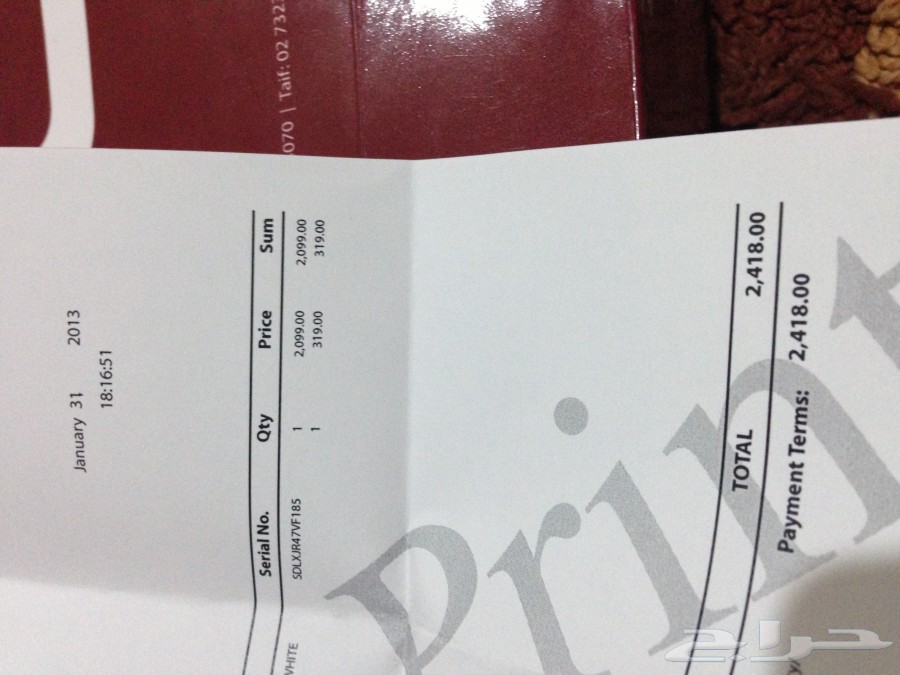 070 | Taif: 02 732
January 31 2013
18:16:51
Serial No. Qty Price Sum
SDLXJR47VF185 1 2,099.00 2,099.00
1 319.00 319.00
WHITE
TOTAL 2,418.00
Payment Terms: 2,418.00
Print
حراج